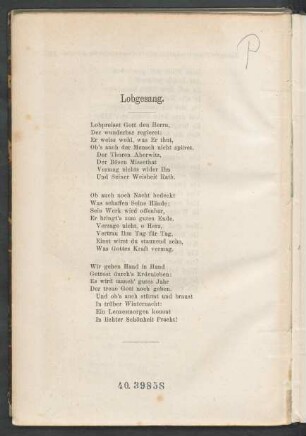 P
Lobgesang.
Lobpreiset Gott den Herrn,
Der wunderbar regieret:
Er weiss wohl, was Er thut,
Ob's auch der Mensch nicht spüret.
Der Thoren Aberwitz,
Der Bösen Missethat
Vermag nichts wider Ihn
Und Seiner Weisheit Rath.
Ob auch noch Nacht bedeckt
Was schaffen Seine Hände:
Sein Werk wird offenbar,
Er bringt's zum guten Ende.
Verzage nicht, o Herz,
Vertrau Ihm Tag für Tag,
Einst wirst du staunend sehn,
Was Gottes Kraft vermag.
Wir gehen Hand in Hand
Getrost durch's Erdenleben:
Es wird manch' gutes Jahr
Der treue Gott noch geben.
Und ob's auch stürmt und braust
In trüber Winternacht:
Ein Lenzesmorgen kommt
In lichter Schönheit Pracht!
40.39858